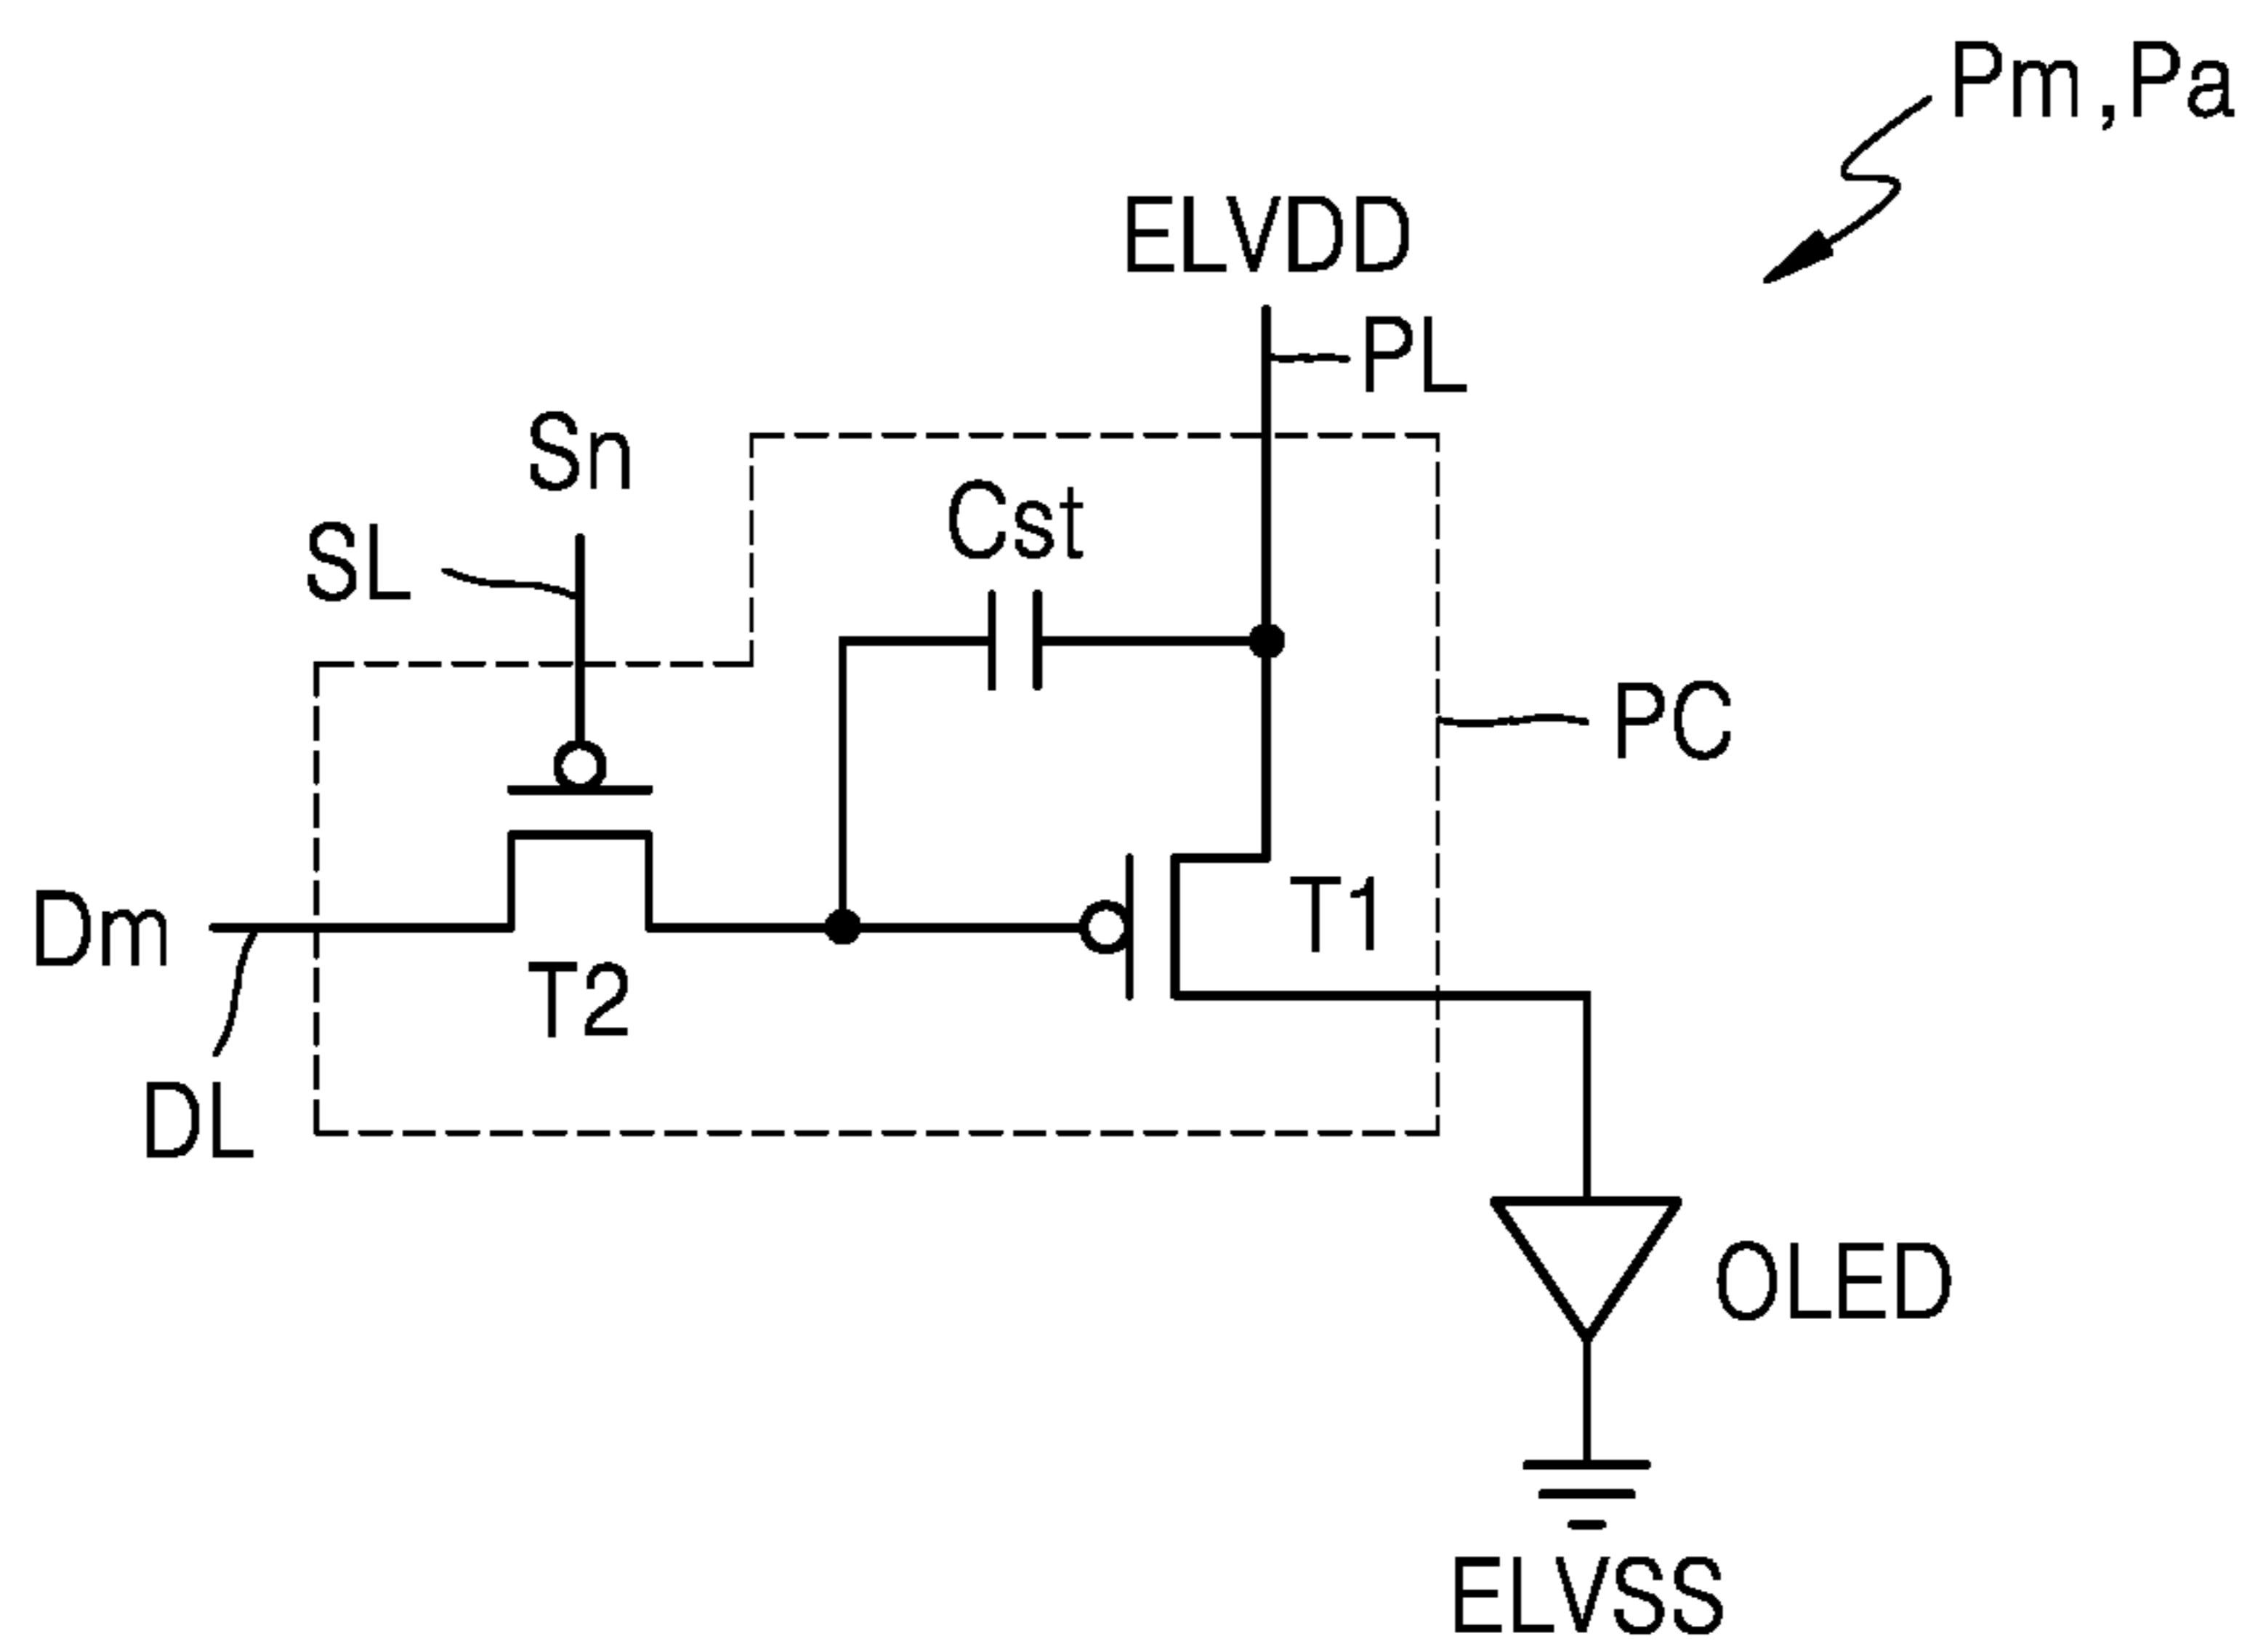 Pm,Pa
ELVDD
PL
Sn
Cst
SL
PC
T1
Dm
T2
DL
OLED
ELVSS